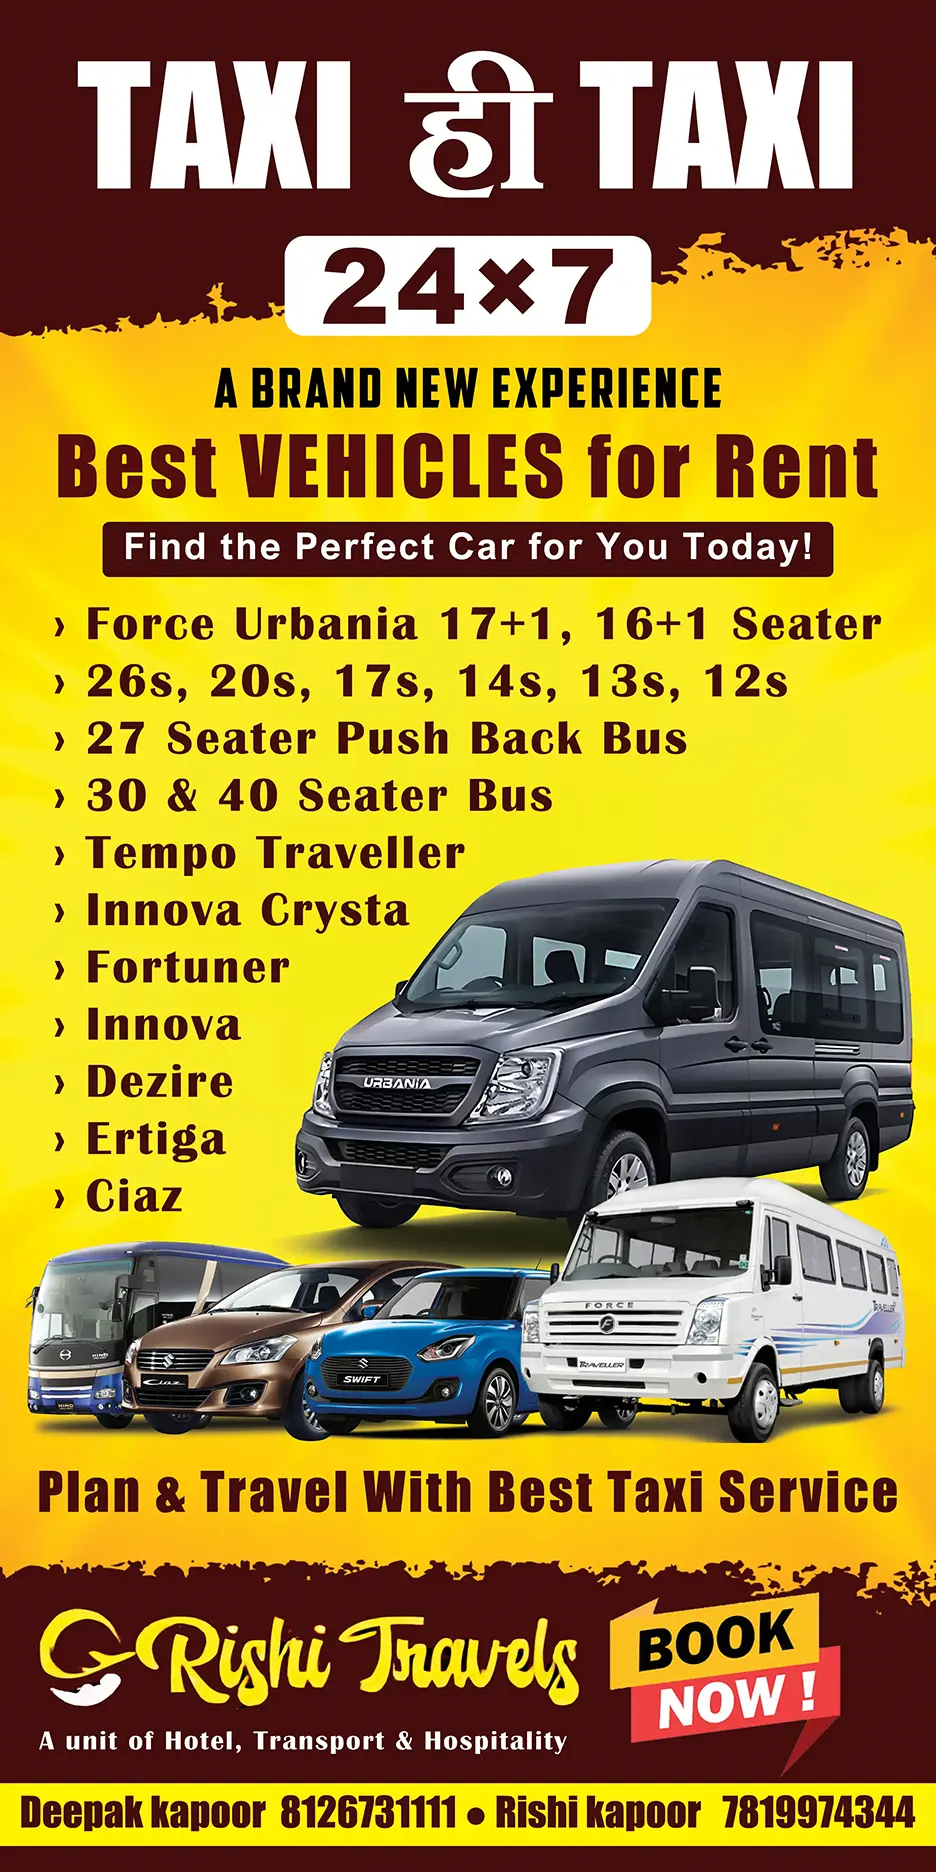 TAXI ही TAXI
24×7
A BRAND NEW EXPERIENCE
Best VEHICLES for Rent
Find the Perfect Car for You Today!
› Force Urbania 17+1, 16+1 Seater
› 26s, 20s, 17s, 14s, 13s, 12s
› 27 Seater Push Back Bus
› 30 & 40 Seater Bus
› Tempo Traveller
› Innova Crysta
› Fortuner
› Innova
› Dezire
› Ertiga
› Ciaz
URBANIA
HINO
Ciaz
SWIFT
FORCE
TRAVELLER
TRAVELLER
Plan & Travel With Best Taxi Service
Rishi Travels
A unit of Hotel, Transport & Hospitality
BOOK
NOW !
Deepak kapoor 8126731111 ● Rishi kapoor 7819974344